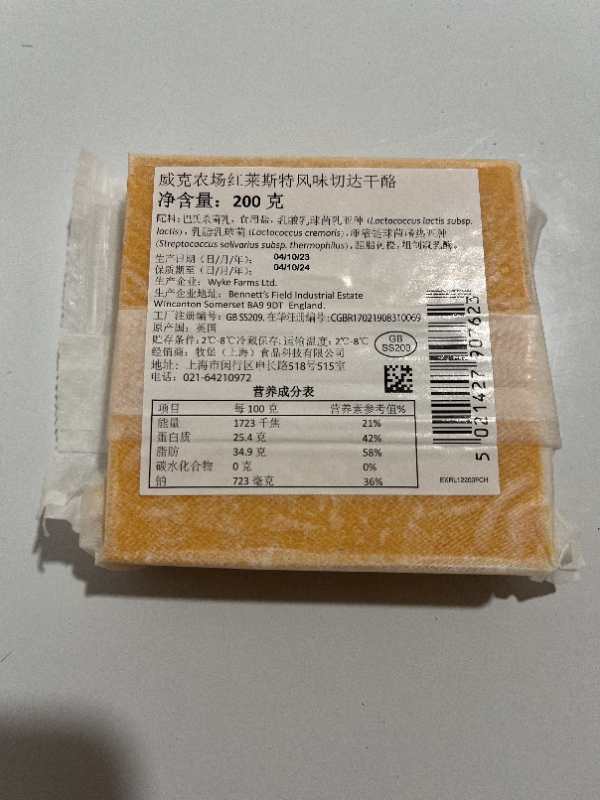 威克农场红莱斯特风味切达干酪
净含量：200 克
配料：巴氏杀菌乳，食用盐，乳酸乳球菌乳亚种 (Lactococcus lactis subsp.
lactis)，乳脂乳球菌 (Lactococcus cremoris)，唾液链球菌嗜热亚种
(Streptococcus salivarius subsp. thermophilus)，
生产日期（日/月/年）： 04/10/23
保质期至（日/月/年）： 04/10/24
生产企业： Wyke Farms Ltd.
生产企业地址： Bennett's Field Industrial Estate
Wincanton Somerset BA9 9DT England.
工厂注册编号：GB SS209, 在华注册编号:CGBR17021908310069
原产国：英国
贮存条件：2℃-8℃冷藏保存，运输温度：2℃-8℃
经销商：牧堡（上海）食品科技有限公司
地址：上海市闵行区申长路518号515室
电话：021-64210972
GB
SS209
营养成分表
项目 每 100 克 营养素参考值%
能量 1723 千焦 21%
蛋白质 25.4 克 42%
脂肪 34.9 克 58%
碳水化合物 0 克 0%
钠 723 毫克 36%
5 021427 907623